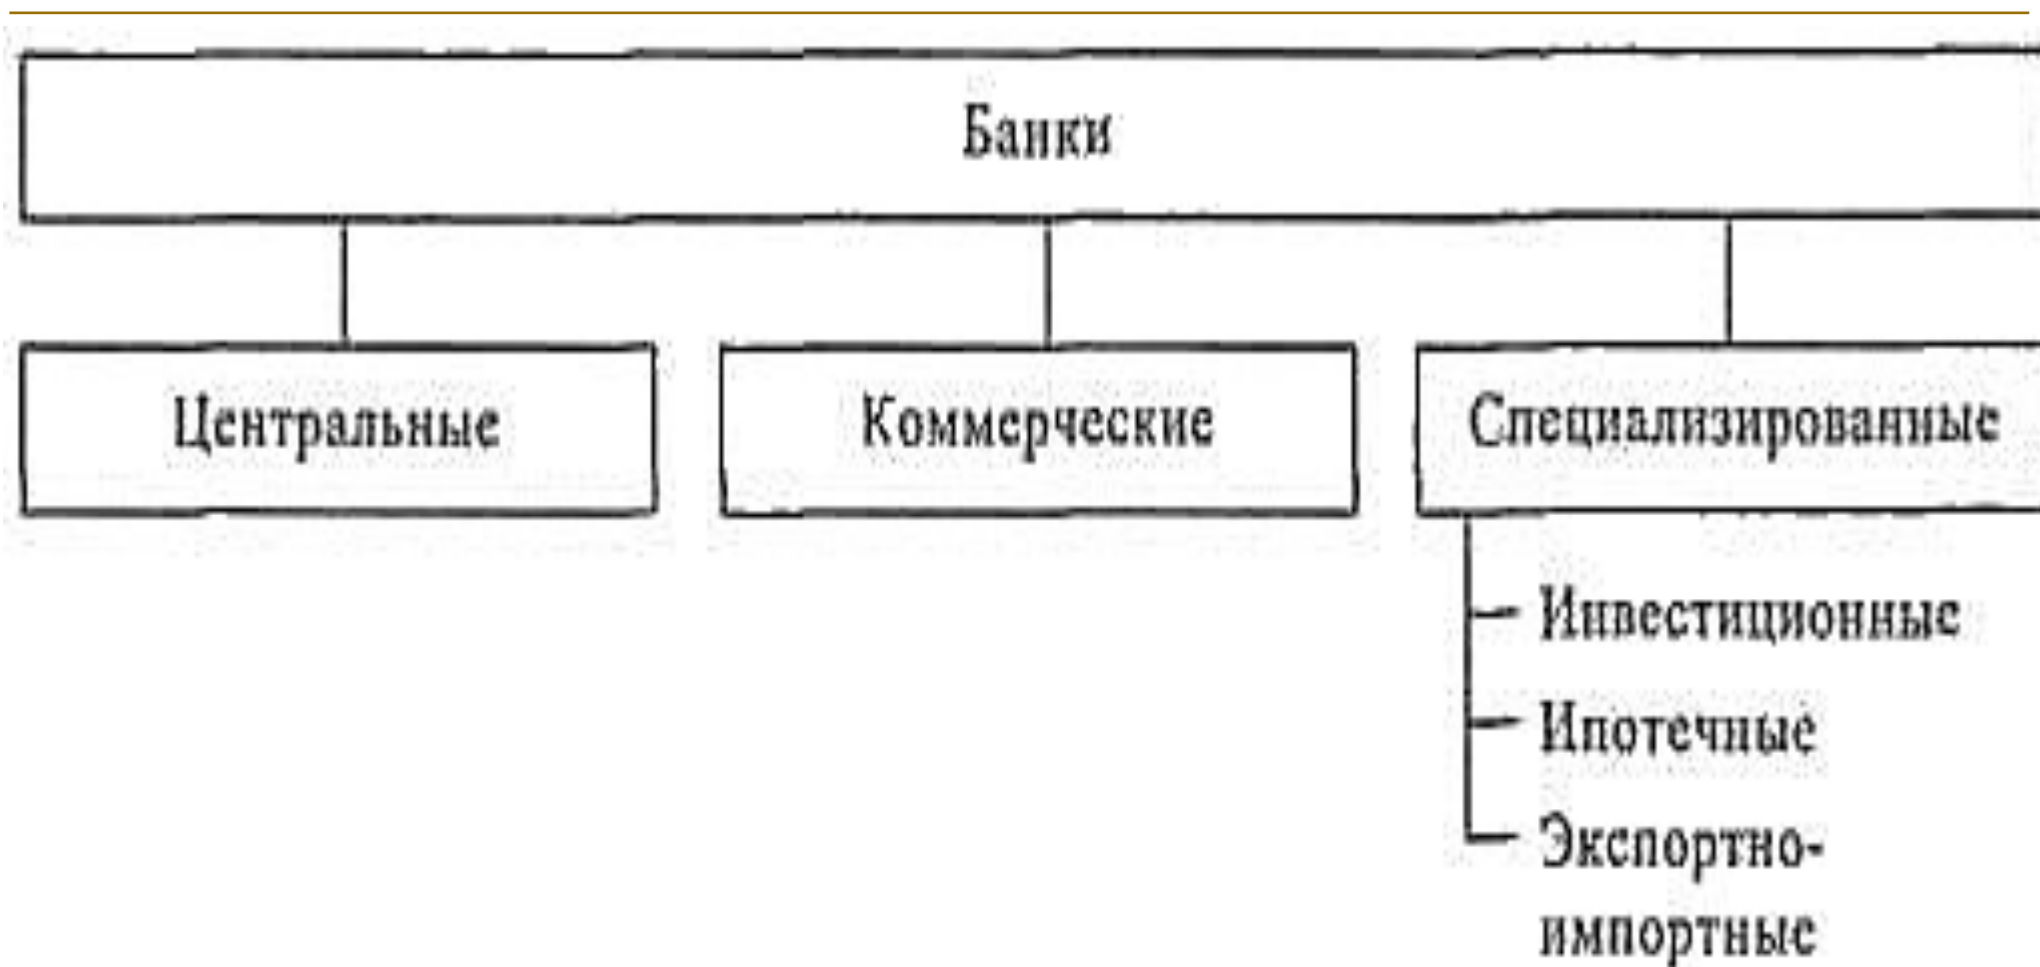 Банки
Центральные
Коммерческие
Специализированные
Инвестиционные
Ипотечные
Экспортно-
импортные